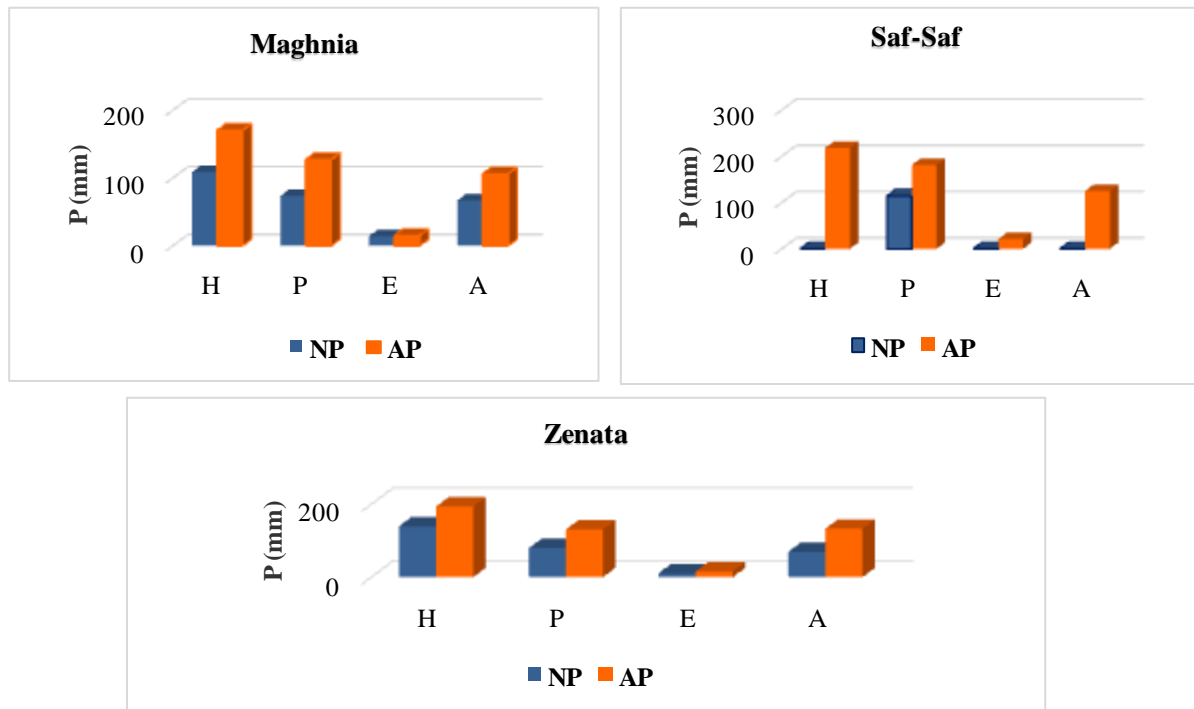 Maghnia
P (mm)
200
100
0
H P E A
NP AP
Saf-Saf
P (mm)
300
200
100
0
H P E A
NP AP
Zenata
P (mm)
200
0
H P E A
NP AP